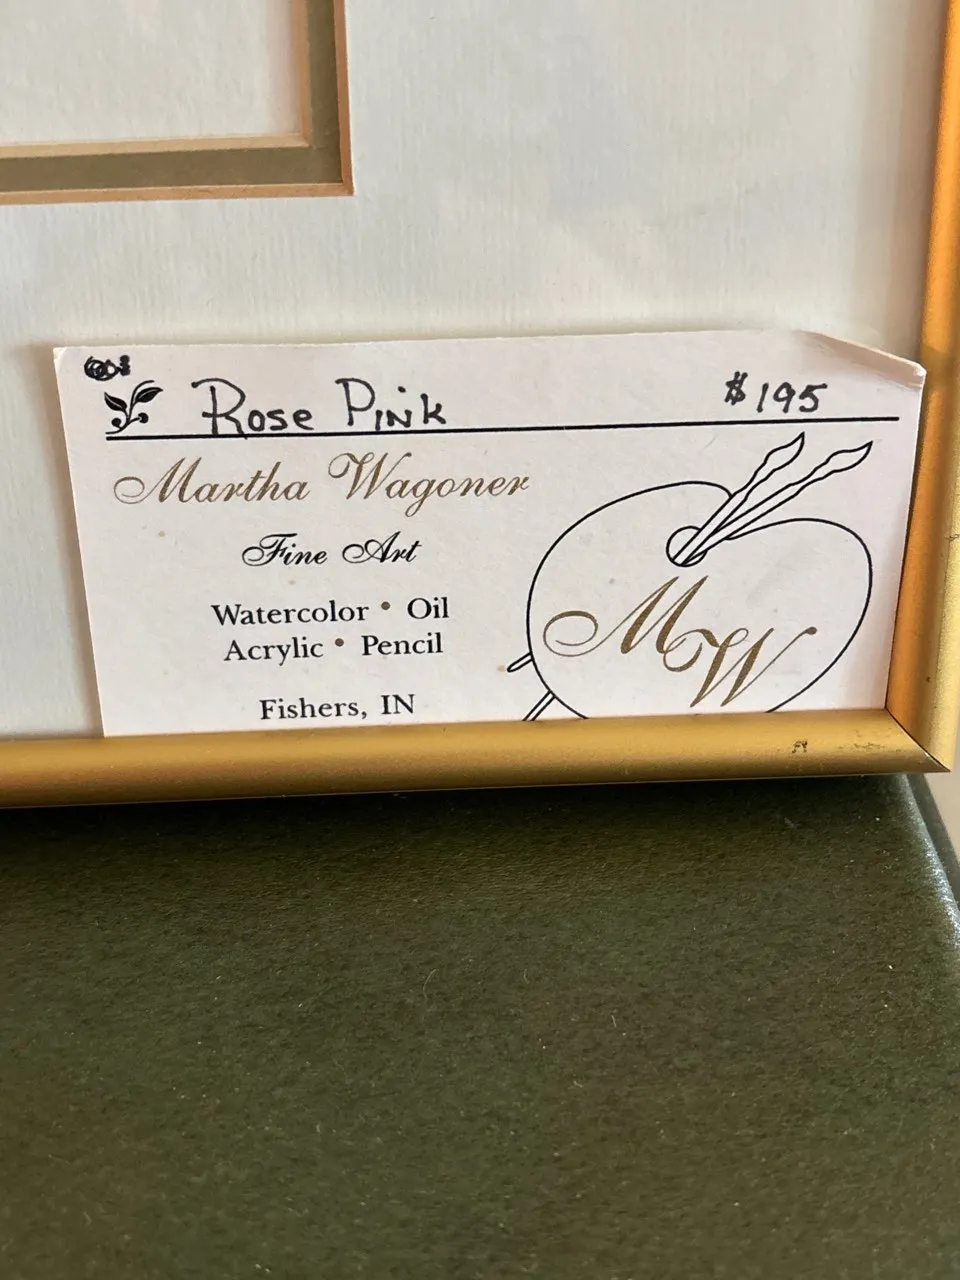 Rose Pink $195
Martha Wagoner
Fine Art
Watercolor • Oil
Acrylic • Pencil
Fishers, IN
MW